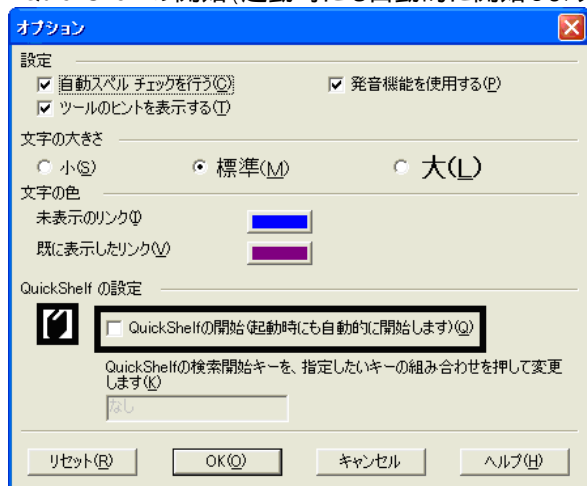 オプション
設定
自動スペル チェックを行う(C)
発音機能を使用する(P)
ツールのヒントを表示する(T)
文字の大きさ
小(S)
標準(M)
大(L)
文字の色
未表示のリンク(I)
既に表示したリンク(V)
QuickShelf の設定
QuickShelfの開始(起動時にも自動的に開始します)(Q)
QuickShelfの検索開始キーを、指定したいキーの組み合わせを押して変更
します(K)
なし
リセット(R)
OK(O)
キャンセル
ヘルプ(H)